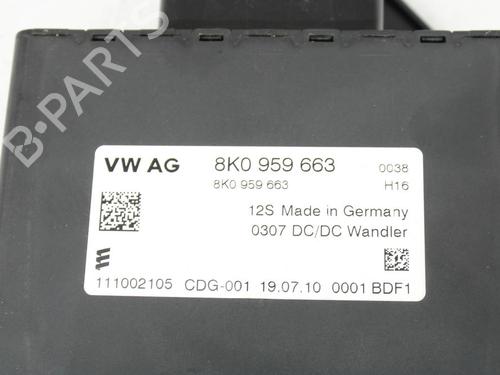 B-PARTS
VW AG 8K0 959 663 0038
8K0 959 663 H16
12S Made in Germany
0307 DC/DC Wandler
111002105 CDG-001 19.07.10 0001 BDF1